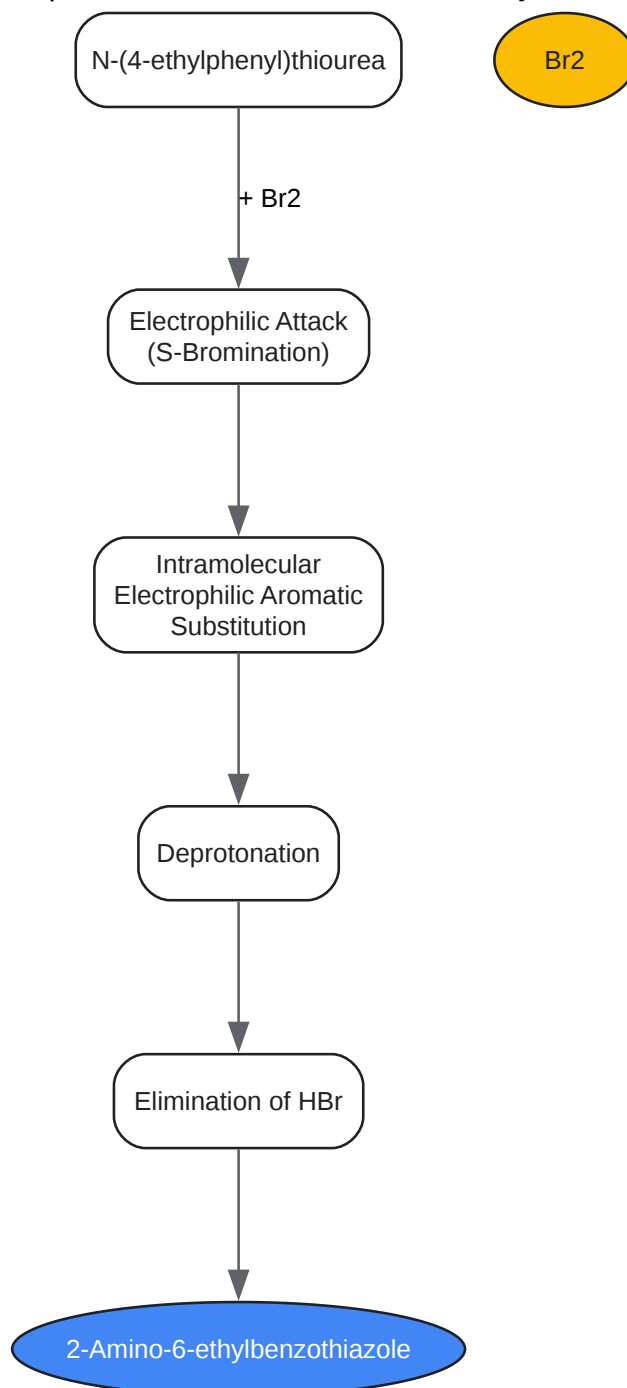 N-(4-ethylphenyl)thiourea
Br2
+ Br2
Electrophilic Attack
(S-Bromination)
Intramolecular
Electrophilic Aromatic
Substitution
Deprotonation
Elimination of HBr
2-Amino-6-ethylbenzothiazole